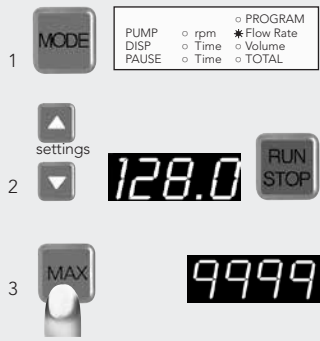 1 MODE
○ PROGRAM
PUMP ○ rpm ✷ Flow Rate
DISP ○ Time ○ Volume
PAUSE ○ Time ○ TOTAL
settings
2 128.0 RUN STOP
3 MAX 9999